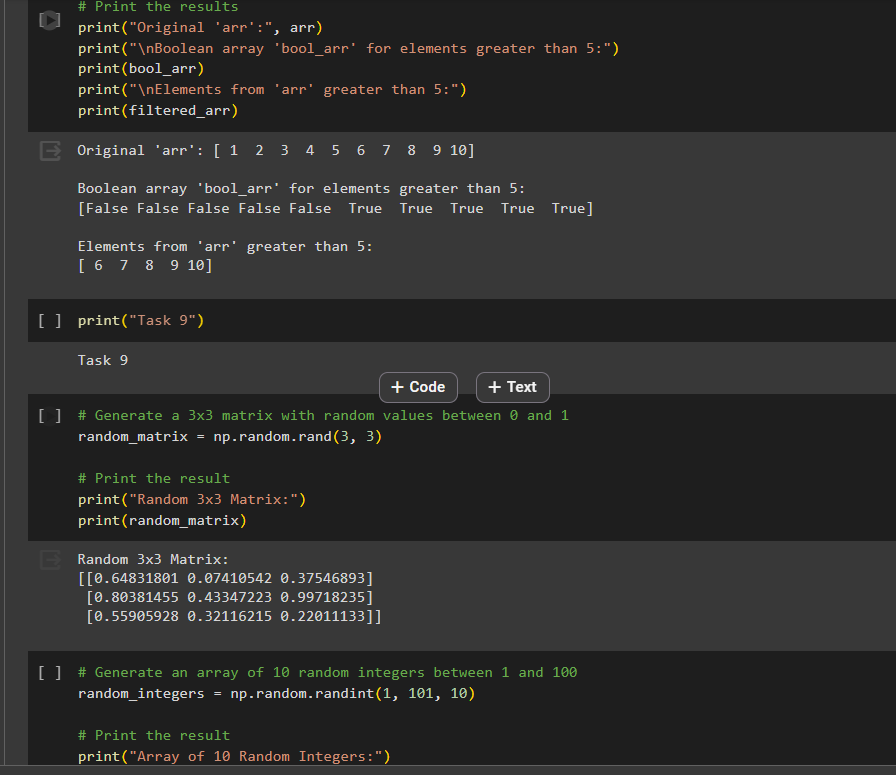 # Print the results
print("Original 'arr':", arr)
print("\nBoolean array 'bool_arr' for elements greater than 5:")
print(bool_arr)
print("\nElements from 'arr' greater than 5:")
print(filtered_arr)
Original 'arr': [ 1  2  3  4  5  6  7  8  9 10]
Boolean array 'bool_arr' for elements greater than 5:
[False False False False False  True  True  True  True  True]
Elements from 'arr' greater than 5:
[ 6  7  8  9 10]
[ ] print("Task 9")
Task 9
+ Code + Text
[ ] # Generate a 3x3 matrix with random values between 0 and 1
random_matrix = np.random.rand(3, 3)
# Print the result
print("Random 3x3 Matrix:")
print(random_matrix)
Random 3x3 Matrix:
[[0.64831801 0.07410542 0.37546893]
[0.80381455 0.43347223 0.99718235]
[0.55905928 0.32116215 0.22011133]]
[ ] # Generate an array of 10 random integers between 1 and 100
random_integers = np.random.randint(1, 101, 10)
# Print the result
print("Array of 10 Random Integers:")